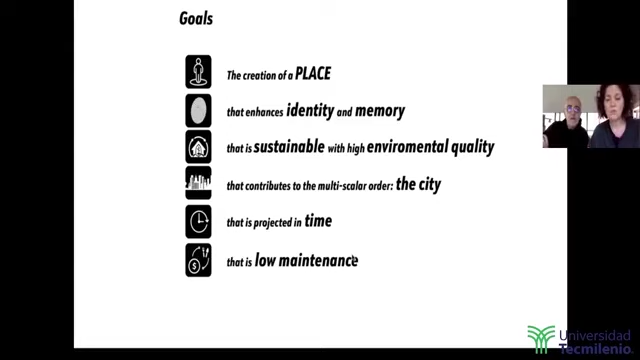 Goals
The creation of a PLACE
that enhances identity and memory
that is sustainable with high enviromental quality
that contributes to the multi-scalar order: the city
that is projected in time
that is low maintenance
Universidad
Tecmilenio